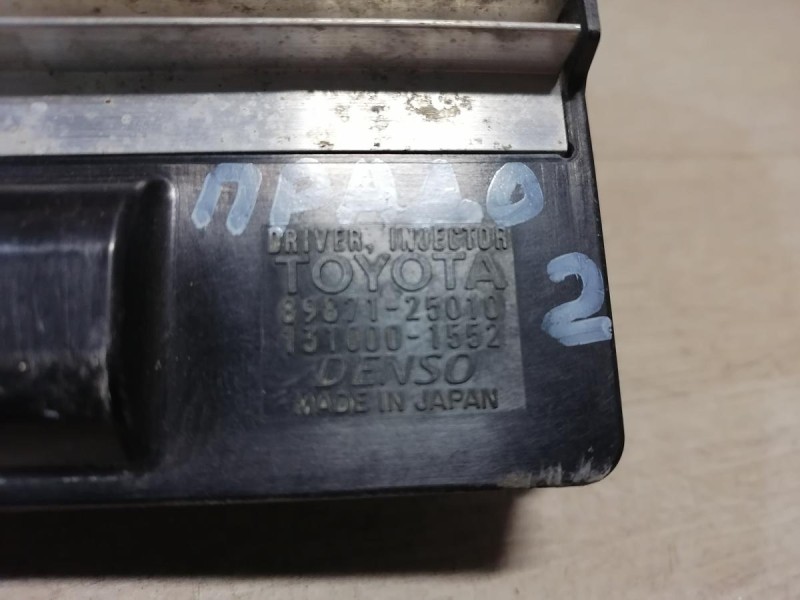 ПРАДО
2
DRIVER, INJECTOR
TOYOTA
89871-25010
131000-1552
DENSO
MADE IN JAPAN